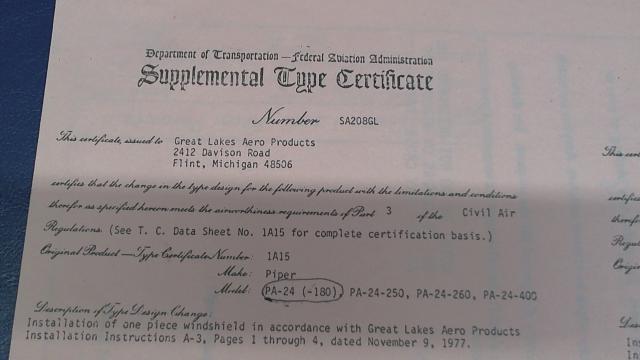 Department of Transportation—Federal Aviation Administration
Supplemental Type Certificate
Number SA208GL
This certificate, issued to Great Lakes Aero Products
2412 Davison Road
Flint, Michigan 48506
certifies that the change in the type design for the following product with the limitations and conditions
therefor as specified hereon meets the airworthiness requirements of Part 3 of the Civil Air
Regulations. (See T. C. Data Sheet No. 1A15 for complete certification basis.)
Original Product—Type Certificate Number: 1A15
Make: Piper
Model: PA-24 (-180), PA-24-250, PA-24-260, PA-24-400
Description of Type Design Change:
Installation of one piece windshield in accordance with Great Lakes Aero Products
Installation Instructions A-3, Pages 1 through 4, dated November 9, 1977.